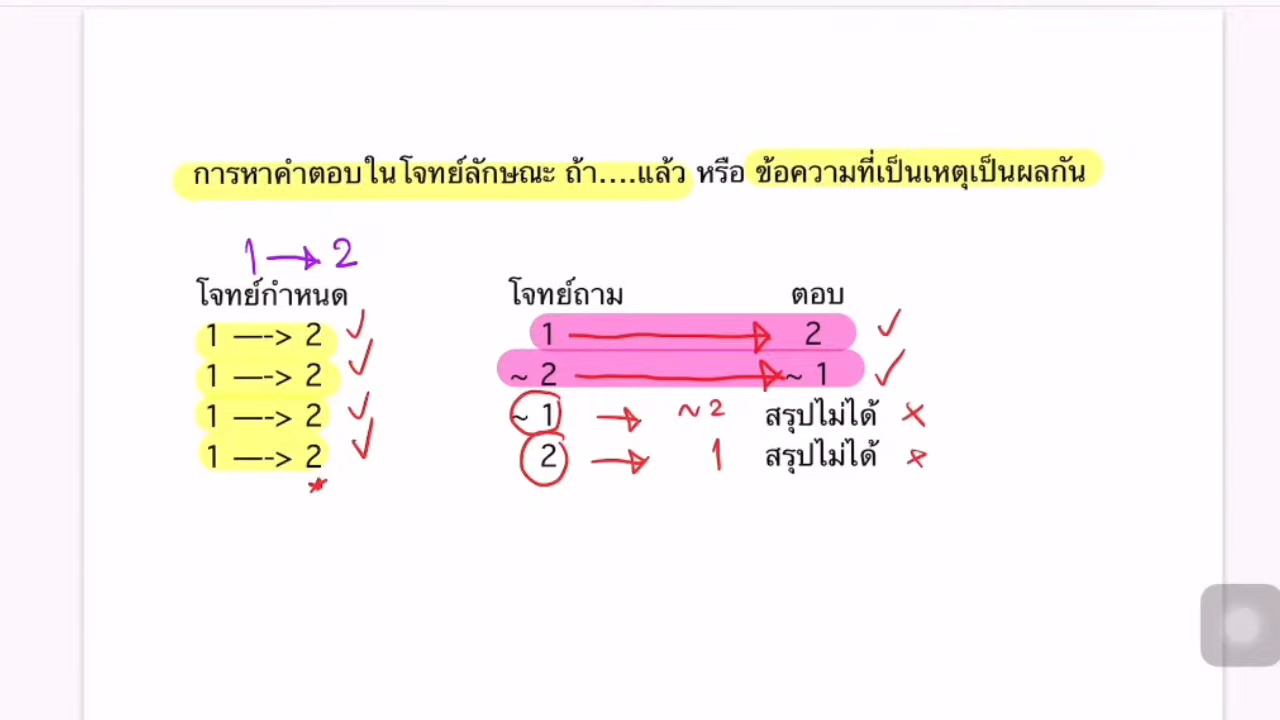 การหาคำตอบในโจทย์ลักษณะ ถ้า....แล้ว หรือ ข้อความที่เป็นเหตุเป็นผลกัน
1 → 2
โจทย์กำหนด โจทย์ถาม ตอบ
1 —-> 2 ✓ 1 → 2 ✓
1 —-> 2 ✓ ~ 2 → ~ 1 ✓
1 —-> 2 ✓ ~ 1 → ~ 2 สรุปไม่ได้ ×
1 —-> 2 ✓ 2 → 1 สรุปไม่ได้ ×